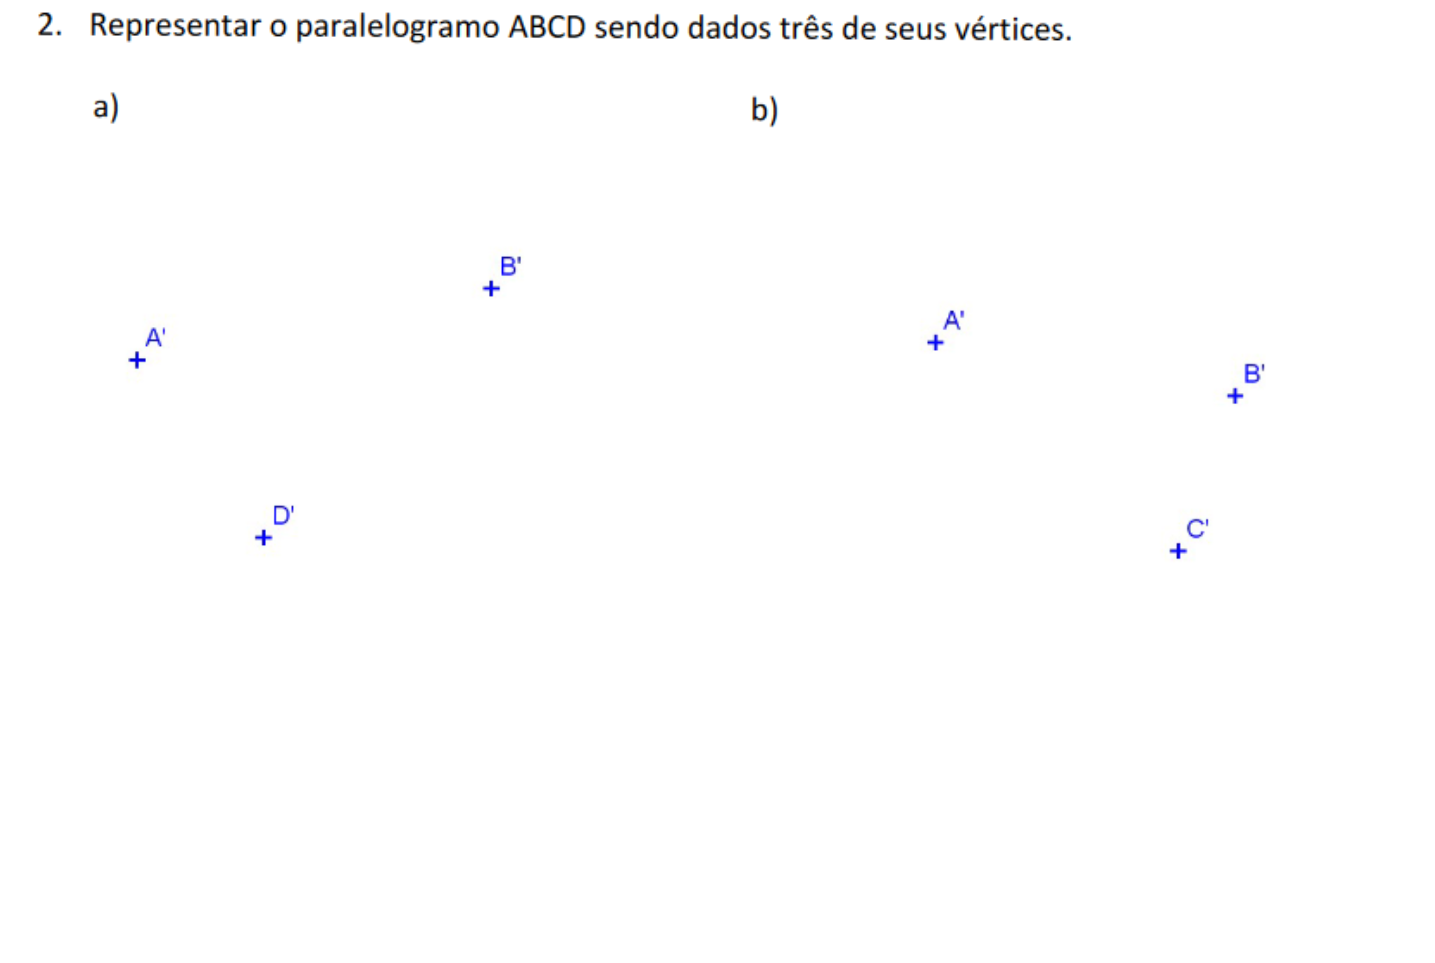 2. Representar o paralelogramo ABCD sendo dados três de seus vértices.
a)
b)
B'
A'
D'
A'
B'
C'